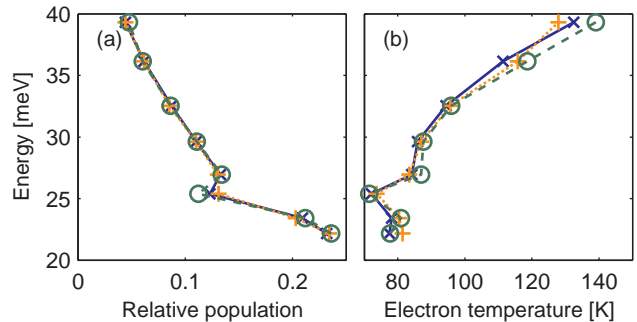 40
35
30
25
20
Energy [meV]
(a)
0 0.1 0.2
Relative population
(b)
80 100 120 140
Electron temperature [K]